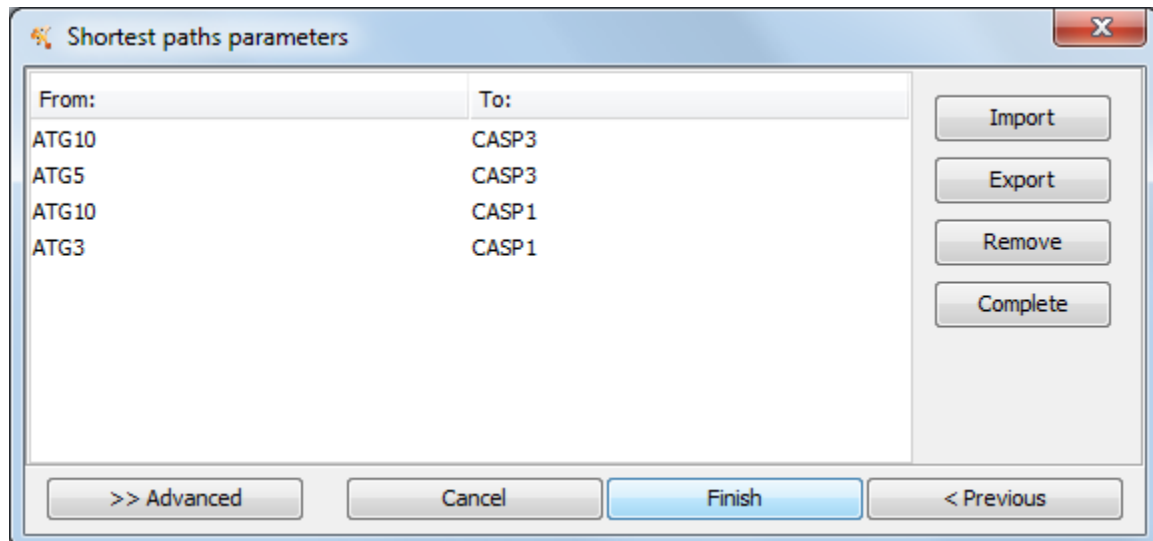 Shortest paths parameters
From: To:
ATG10 CASP3
ATG5 CASP3
ATG10 CASP1
ATG3 CASP1
Import
Export
Remove
Complete
>> Advanced Cancel Finish < Previous